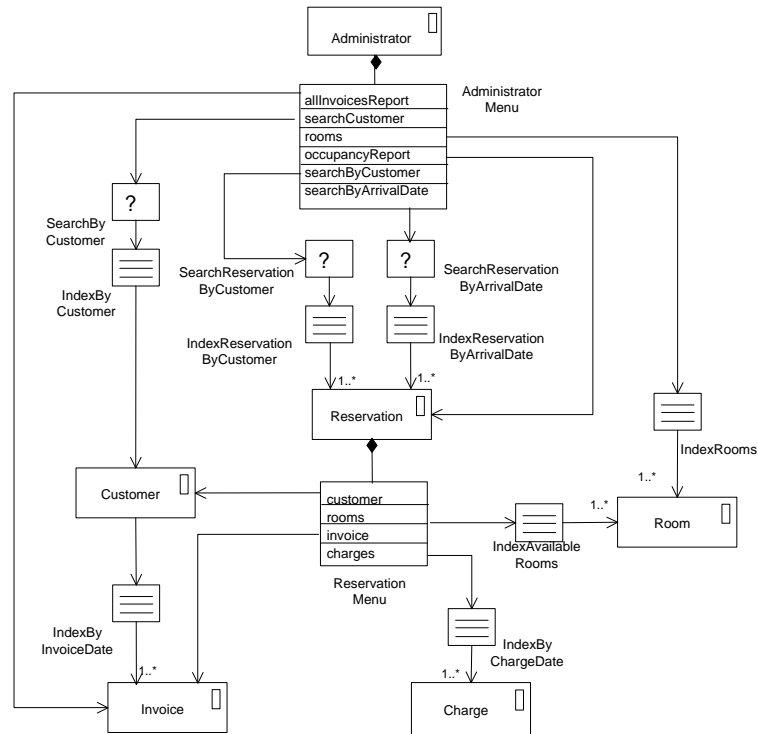 Administrator
Administrator
Menu
allInvoicesReport
searchCustomer
rooms
occupancyReport
searchByCustomer
searchByArrivalDate
?
SearchBy
Customer
?
SearchReservation
ByCustomer
?
SearchReservation
ByArrivalDate
IndexBy
Customer
IndexReservation
ByCustomer
IndexReservation
ByArrivalDate
1..*
1..*
Reservation
IndexRooms
1..*
1..*
Customer
customer
rooms
invoice
charges
Reservation
Menu
IndexAvailable
Rooms
Room
IndexBy
InvoiceDate
IndexBy
ChargeDate
1..*
1..*
Invoice
Charge